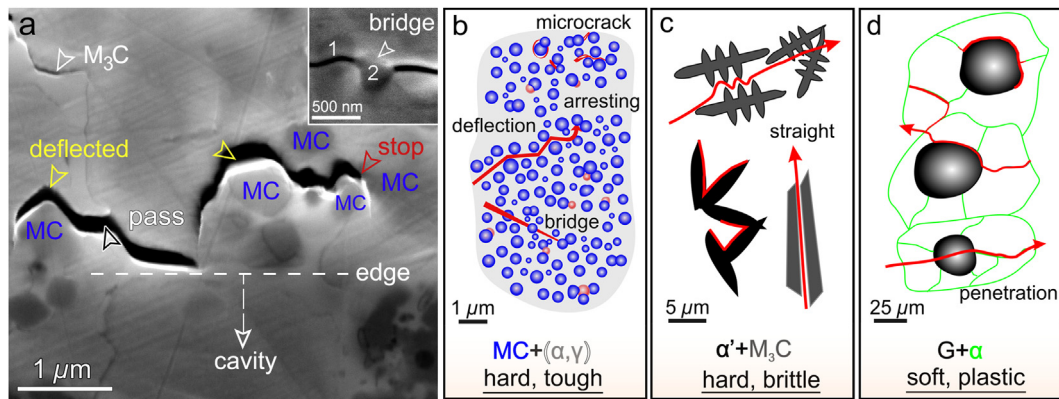 a
M3C
bridge
1
2
500 nm
deflected
MC
stop
MC
MC
MC
MC
pass
edge
cavity
1 µm
b
microcrack
arresting
deflection
bridge
1 µm
MC+(α,γ)
hard, tough
c
straight
5 µm
α'+M3C
hard, brittle
d
penetration
25 µm
G+α
soft, plastic